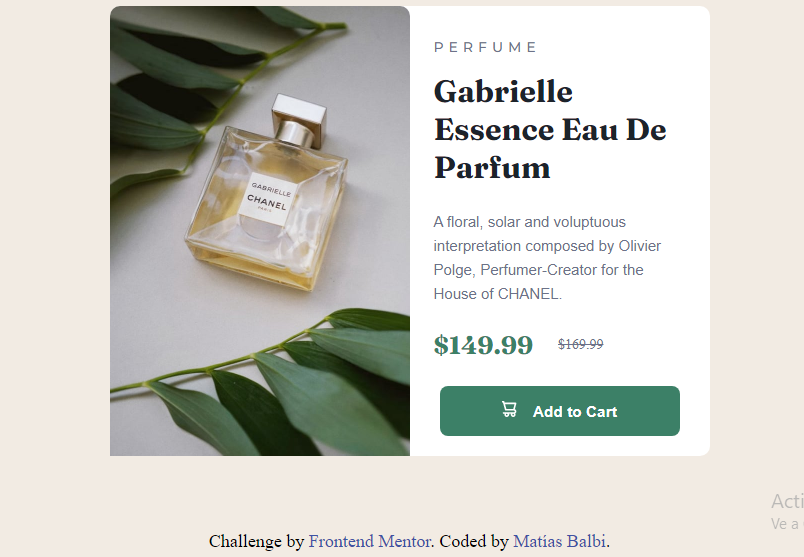 PERFUME
Gabrielle
Essence Eau De
Parfum
A floral, solar and voluptuous
interpretation composed by Olivier
Polge, Perfumer-Creator for the
House of CHANEL.
$149.99 $169.99
Add to Cart
GABRIELLE
CHANEL
PARIS
Challenge by Frontend Mentor. Coded by Matias Balbi.
Ve a